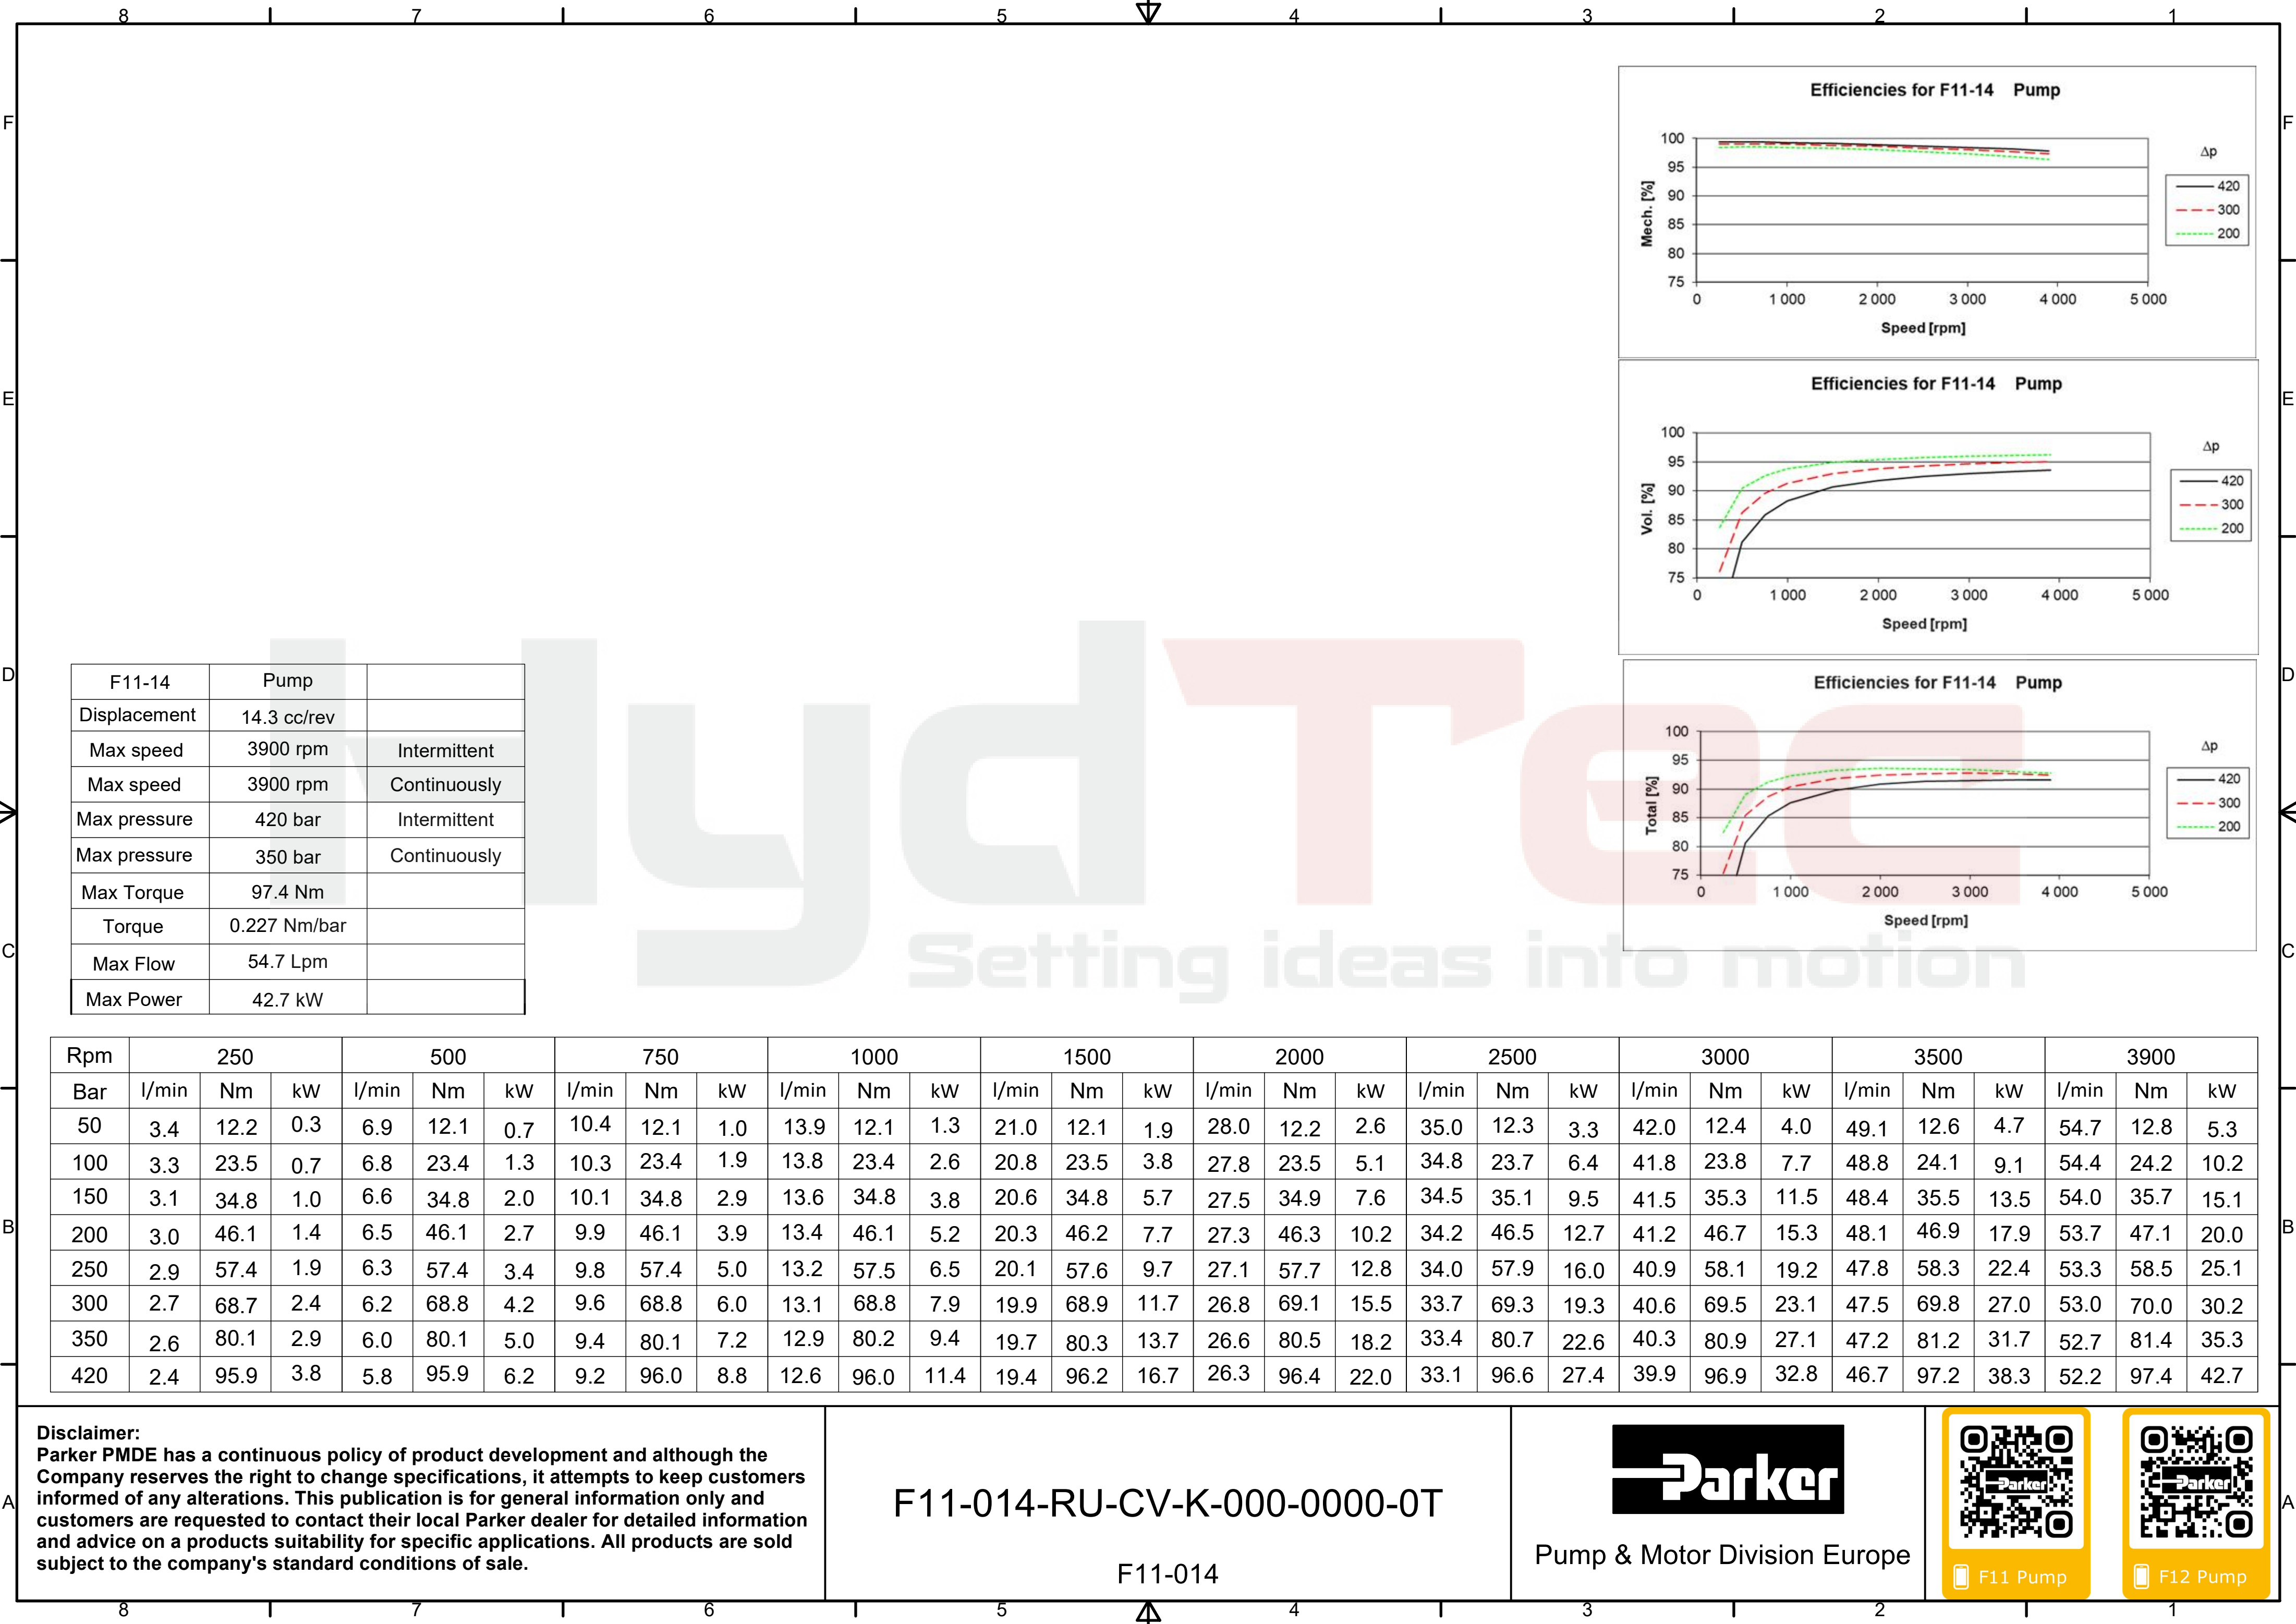 8 7 6 5 4 3 2 1
F F
E E
D D
C C
B B
A A
Efficiencies for F11-14 Pump
Mech. [%]
100
95
90
85
80
75
0 1 000 2 000 3 000 4 000 5 000
Speed [rpm]
Δp
420
300
200
Efficiencies for F11-14 Pump
Vol. [%]
100
95
90
85
80
75
0 1 000 2 000 3 000 4 000 5 000
Speed [rpm]
Δp
420
300
200
Efficiencies for F11-14 Pump
Total [%]
100
95
90
85
80
75
0 1 000 2 000 3 000 4 000 5 000
Speed [rpm]
Δp
420
300
200
HydTec
Setting ideas into motion
F11-14 Pump
Displacement 14.3 cc/rev
Max speed 3900 rpm Intermittent
Max speed 3900 rpm Continuously
Max pressure 420 bar Intermittent
Max pressure 350 bar Continuously
Max Torque 97.4 Nm
Torque 0.227 Nm/bar
Max Flow 54.7 Lpm
Max Power 42.7 kW
Rpm 250 500 750 1000 1500 2000 2500 3000 3500 3900
Bar l/min Nm kW l/min Nm kW l/min Nm kW l/min Nm kW l/min Nm kW l/min Nm kW l/min Nm kW l/min Nm kW l/min Nm kW l/min Nm kW
50 3.4 12.2 0.3 6.9 12.1 0.7 10.4 12.1 1.0 13.9 12.1 1.3 21.0 12.1 1.9 28.0 12.2 2.6 35.0 12.3 3.3 42.0 12.4 4.0 49.1 12.6 4.7 54.7 12.8 5.3
100 3.3 23.5 0.7 6.8 23.4 1.3 10.3 23.4 1.9 13.8 23.4 2.6 20.8 23.5 3.8 27.8 23.5 5.1 34.8 23.7 6.4 41.8 23.8 7.7 48.8 24.1 9.1 54.4 24.2 10.2
150 3.1 34.8 1.0 6.6 34.8 2.0 10.1 34.8 2.9 13.6 34.8 3.8 20.6 34.8 5.7 27.5 34.9 7.6 34.5 35.1 9.5 41.5 35.3 11.5 48.4 35.5 13.5 54.0 35.7 15.1
200 3.0 46.1 1.4 6.5 46.1 2.7 9.9 46.1 3.9 13.4 46.1 5.2 20.3 46.2 7.7 27.3 46.3 10.2 34.2 46.5 12.7 41.2 46.7 15.3 48.1 46.9 17.9 53.7 47.1 20.0
250 2.9 57.4 1.9 6.3 57.4 3.4 9.8 57.4 5.0 13.2 57.5 6.5 20.1 57.6 9.7 27.1 57.7 12.8 34.0 57.9 16.0 40.9 58.1 19.2 47.8 58.3 22.4 53.3 58.5 25.1
300 2.7 68.7 2.4 6.2 68.8 4.2 9.6 68.8 6.0 13.1 68.8 7.9 19.9 68.9 11.7 26.8 69.1 15.5 33.7 69.3 19.3 40.6 69.5 23.1 47.5 69.8 27.0 53.0 70.0 30.2
350 2.6 80.1 2.9 6.0 80.1 5.0 9.4 80.1 7.2 12.9 80.2 9.4 19.7 80.3 13.7 26.6 80.5 18.2 33.4 80.7 22.6 40.3 80.9 27.1 47.2 81.2 31.7 52.7 81.4 35.3
420 2.4 95.9 3.8 5.8 95.9 6.2 9.2 96.0 8.8 12.6 96.0 11.4 19.4 96.2 16.7 26.3 96.4 22.0 33.1 96.6 27.4 39.9 96.9 32.8 46.7 97.2 38.3 52.2 97.4 42.7
Disclaimer:
Parker PMDE has a continuous policy of product development and although the
Company reserves the right to change specifications, it attempts to keep customers
informed of any alterations. This publication is for general information only and
customers are requested to contact their local Parker dealer for detailed information
and advice on a products suitability for specific applications. All products are sold
subject to the company's standard conditions of sale.
F11-014-RU-CV-K-000-0000-0T
F11-014
Parker
Pump & Motor Division Europe
Parker
F11 Pump
Parker
F12 Pump
8 7 6 5 4 3 2 1